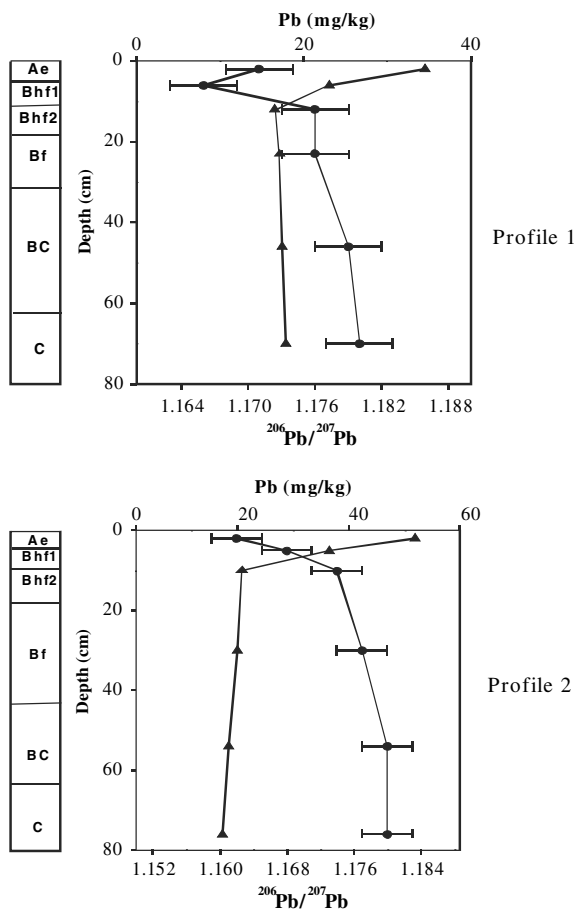 Pb (mg/kg)
0 20 40
Ae
Bhf1
Bhf2
Bf
BC
C
Depth (cm)
0
20
40
60
80
Profile 1
1.164 1.170 1.176 1.182 1.188
²⁰⁶Pb/²⁰⁷Pb
Pb (mg/kg)
0 20 40 60
Ae
Bhf1
Bhf2
Bf
BC
C
Depth (cm)
0
20
40
60
80
Profile 2
1.152 1.160 1.168 1.176 1.184
²⁰⁶Pb/²⁰⁷Pb